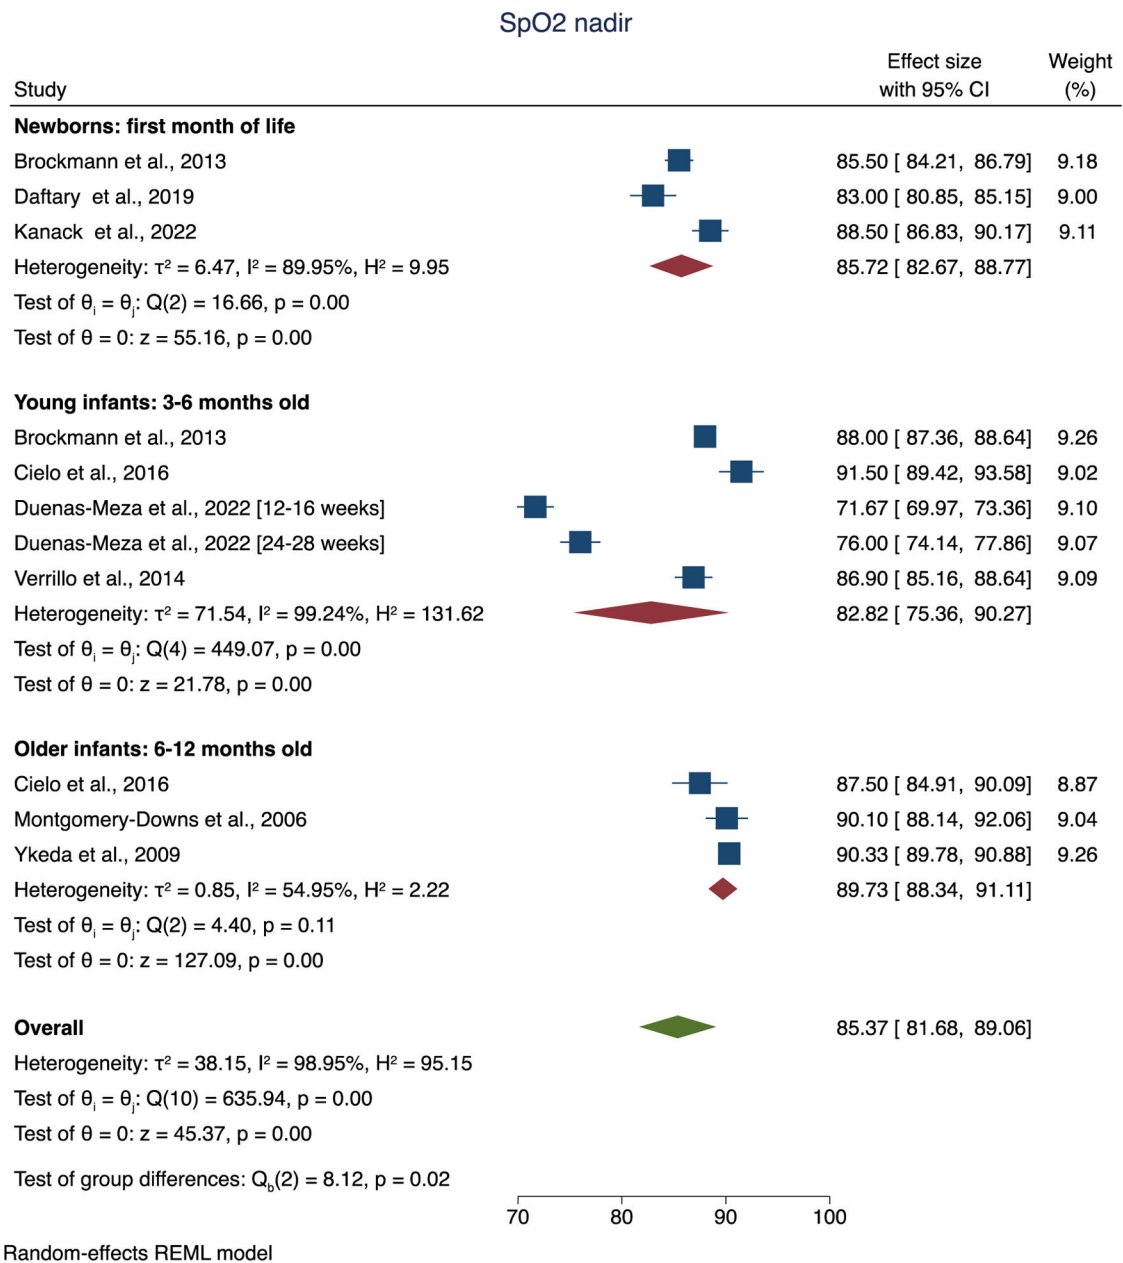 SpO2 nadir
Effect size Weight
Study with 95% CI (%)
Newborns: first month of life
Brockmann et al., 2013 85.50 [ 84.21, 86.79] 9.18
Daftary et al., 2019 83.00 [ 80.85, 85.15] 9.00
Kanack et al., 2022 88.50 [ 86.83, 90.17] 9.11
Heterogeneity: τ² = 6.47, I² = 89.95%, H² = 9.95 85.72 [ 82.67, 88.77]
Test of θᵢ = θⱼ: Q(2) = 16.66, p = 0.00
Test of θ = 0: z = 55.16, p = 0.00
Young infants: 3-6 months old
Brockmann et al., 2013 88.00 [ 87.36, 88.64] 9.26
Cielo et al., 2016 91.50 [ 89.42, 93.58] 9.02
Duenas-Meza et al., 2022 [12-16 weeks] 71.67 [ 69.97, 73.36] 9.10
Duenas-Meza et al., 2022 [24-28 weeks] 76.00 [ 74.14, 77.86] 9.07
Verrillo et al., 2014 86.90 [ 85.16, 88.64] 9.09
Heterogeneity: τ² = 71.54, I² = 99.24%, H² = 131.62 82.82 [ 75.36, 90.27]
Test of θᵢ = θⱼ: Q(4) = 449.07, p = 0.00
Test of θ = 0: z = 21.78, p = 0.00
Older infants: 6-12 months old
Cielo et al., 2016 87.50 [ 84.91, 90.09] 8.87
Montgomery-Downs et al., 2006 90.10 [ 88.14, 92.06] 9.04
Ykeda et al., 2009 90.33 [ 89.78, 90.88] 9.26
Heterogeneity: τ² = 0.85, I² = 54.95%, H² = 2.22 89.73 [ 88.34, 91.11]
Test of θᵢ = θⱼ: Q(2) = 4.40, p = 0.11
Test of θ = 0: z = 127.09, p = 0.00
Overall 85.37 [ 81.68, 89.06]
Heterogeneity: τ² = 38.15, I² = 98.95%, H² = 95.15
Test of θᵢ = θⱼ: Q(10) = 635.94, p = 0.00
Test of θ = 0: z = 45.37, p = 0.00
Test of group differences: Q_b(2) = 8.12, p = 0.02
70 80 90 100
Random-effects REML model